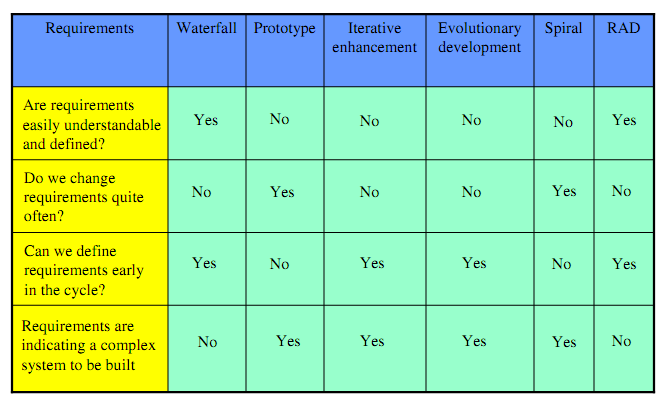 Requirements Waterfall Prototype Iterative enhancement Evolutionary development Spiral RAD
Are requirements
easily understandable
and defined?
Yes No No No No Yes
Do we change
requirements quite
often?
No Yes No No Yes No
Can we define
requirements early
in the cycle?
Yes No Yes Yes No Yes
Requirements are
indicating a complex
system to be built
No Yes Yes Yes Yes No